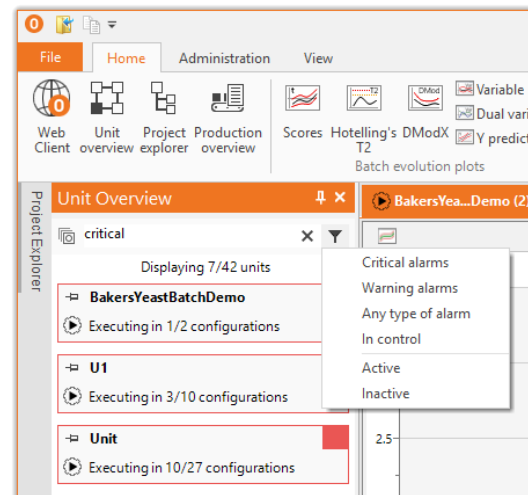 File Home Administration View
Web Client
Unit overview
Project explorer
Production overview
Scores
Hotelling's T2
DModX
Variable
Dual vari
Y predict
Batch evolution plots
Project Explorer
Unit Overview
BakersYea...Demo (2)
critical
Displaying 7/42 units
Critical alarms
Warning alarms
Any type of alarm
In control
Active
Inactive
BakersYeastBatchDemo
Executing in 1/2 configurations
U1
Executing in 3/10 configurations
Unit
Executing in 10/27 configurations
2.5